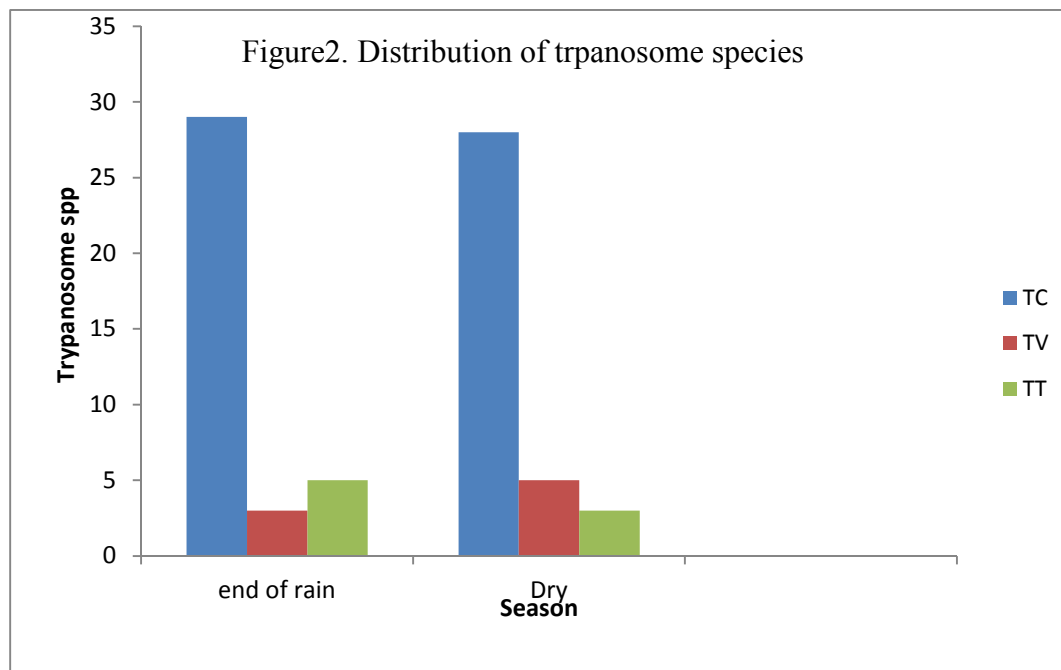 Figure2. Distribution of trpanosome species
35
30
25
20
15
10
5
0
Trypanosome spp
end of rain
Dry
Season
TC
TV
TT